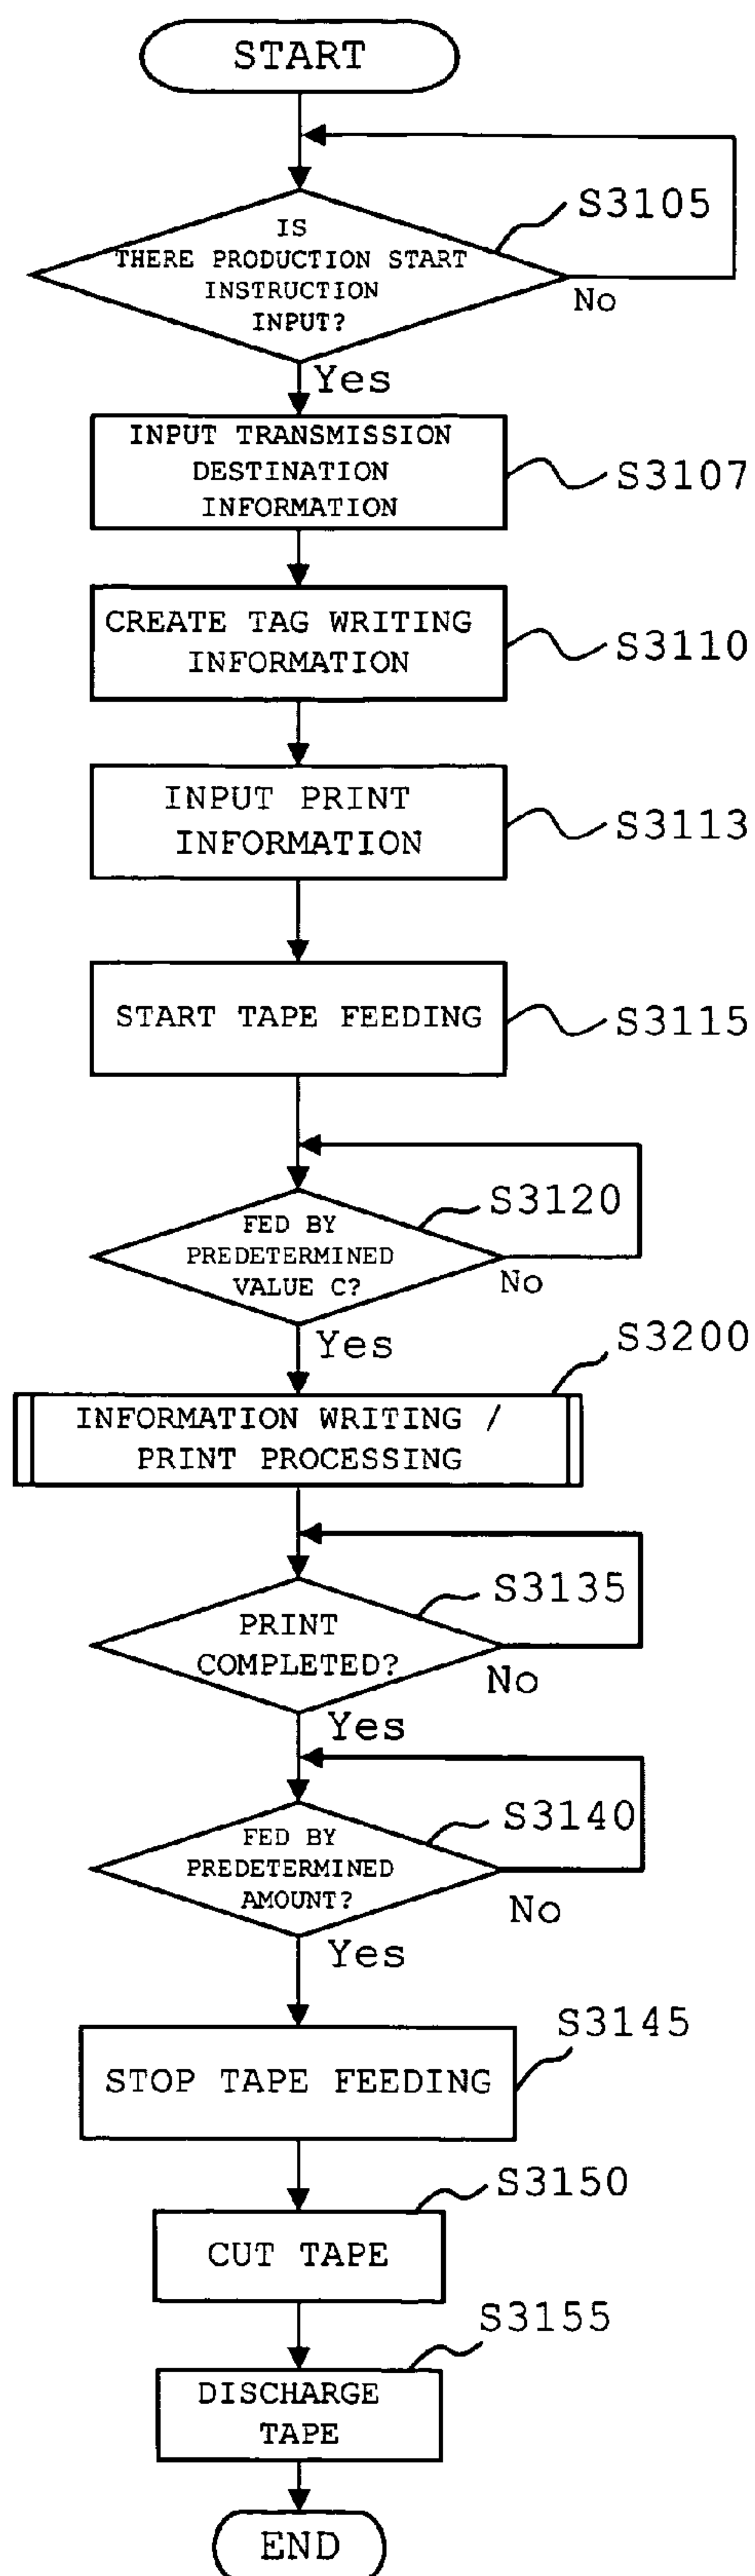 START
S3105
IS
THERE PRODUCTION START
INSTRUCTION
INPUT?
No
Yes
INPUT TRANSMISSION
DESTINATION
INFORMATION
S3107
CREATE TAG WRITING
INFORMATION
S3110
INPUT PRINT
INFORMATION
S3113
START TAPE FEEDING
S3115
S3120
FED BY
PREDETERMINED
VALUE C?
No
Yes
S3200
INFORMATION WRITING /
PRINT PROCESSING
S3135
PRINT
COMPLETED?
No
Yes
S3140
FED BY
PREDETERMINED
AMOUNT?
No
Yes
S3145
STOP TAPE FEEDING
S3150
CUT TAPE
S3155
DISCHARGE
TAPE
END